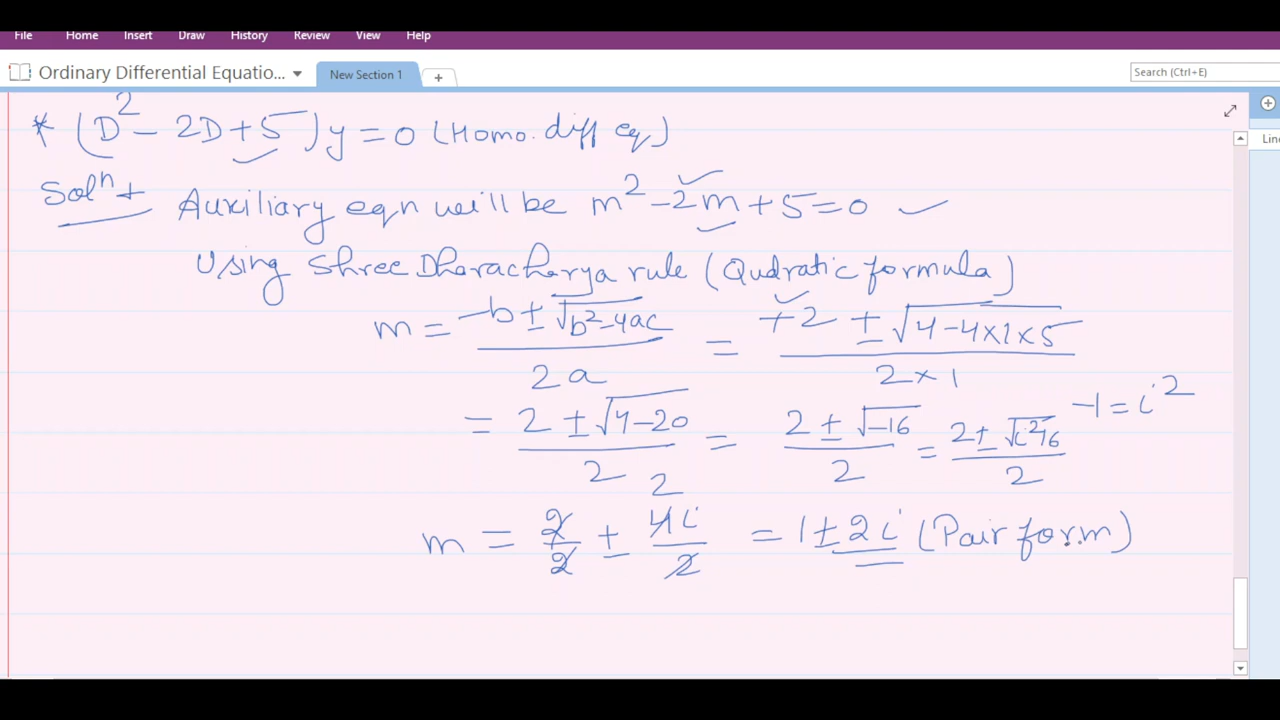 File Home Insert Draw History Review View Help
Ordinary Differential Equatio... New Section 1 + Search (Ctrl+E)
* (D² - 2D + 5) y = 0 (Homo. diff eq)
Lin
Solⁿ + Auxiliary eqn will be m² - 2m + 5 = 0
Using Shree Dharacharya rule (Qudratic formula)
m = -b ± √b²-4ac / 2a = +2 ± √4-4×1×5 / 2×1
= 2 ± √4-20 / 2 = 2 ± √-16 / 2 = 2 ± √i²16 / 2 -1 = i²
m = 2/2 ± 4i/2 2 = 1 ± 2i (Pair form)